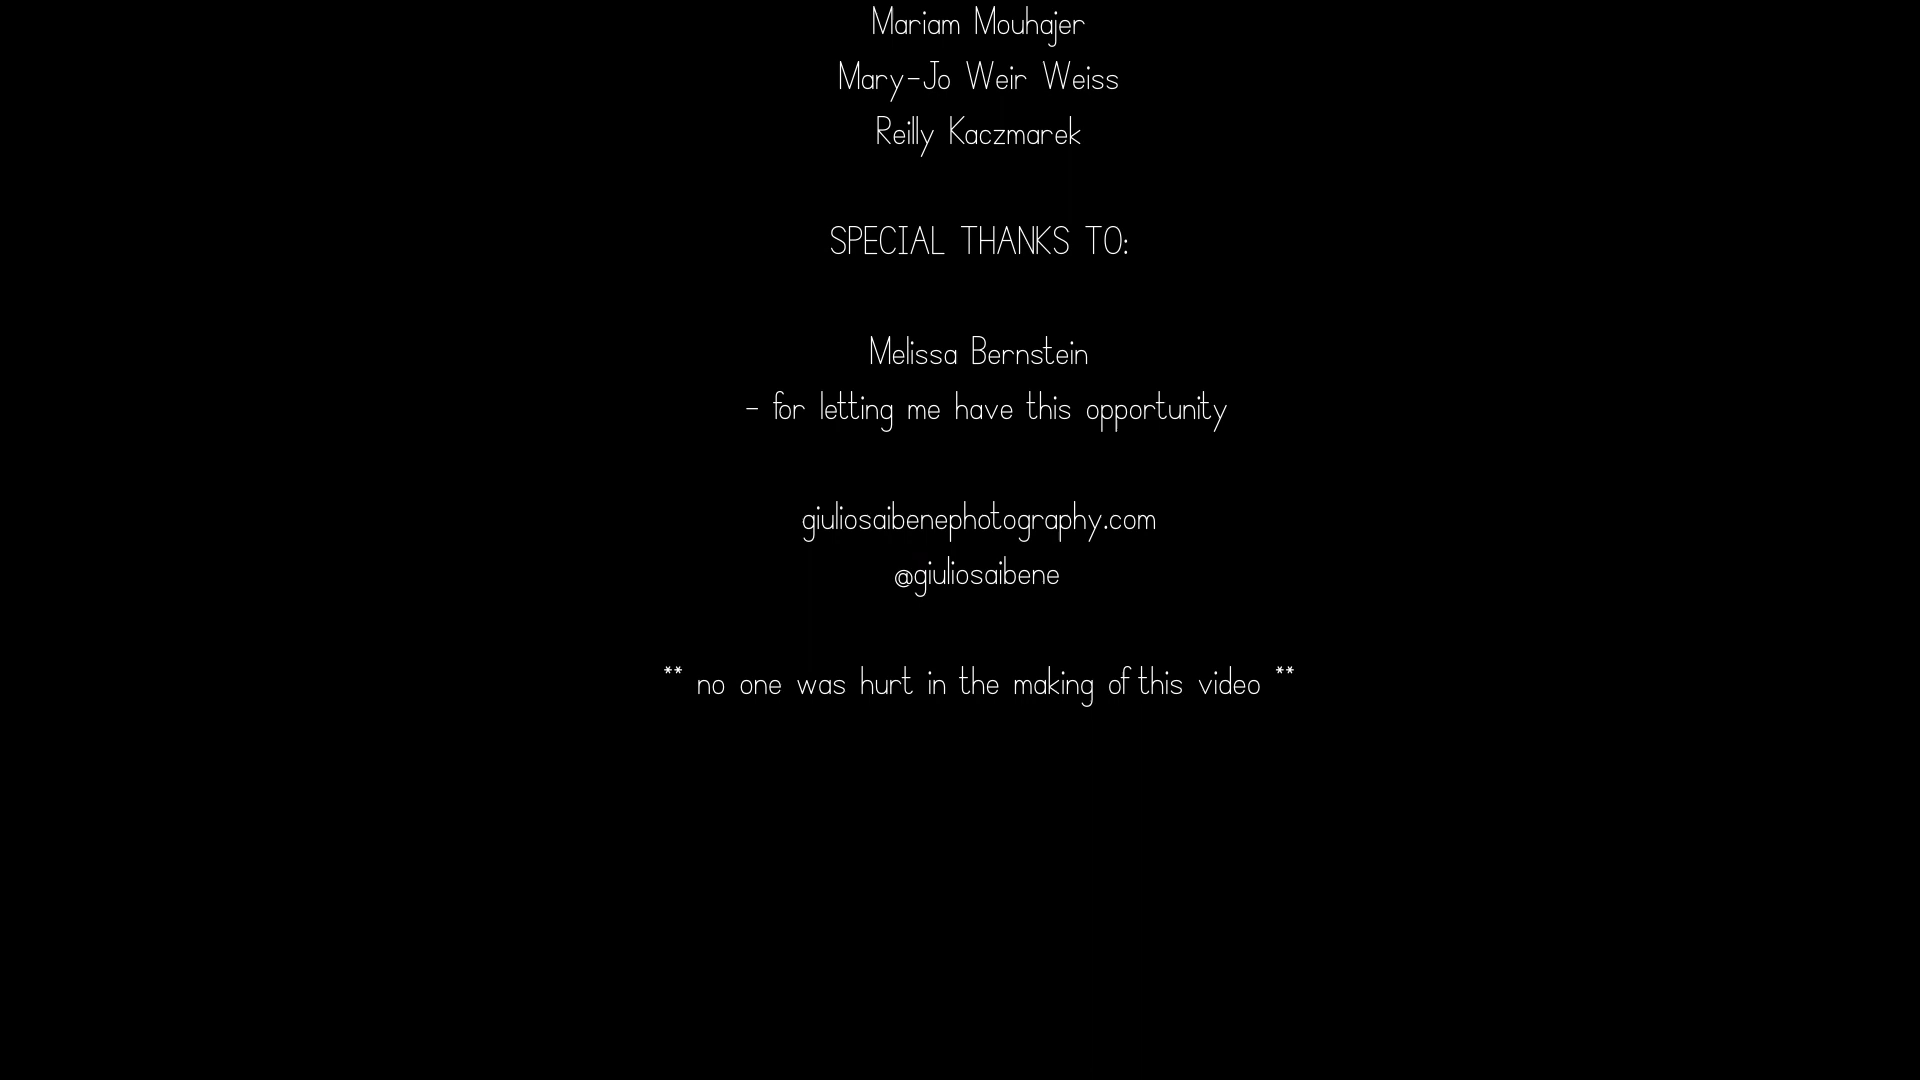 Mariam Mouhajer
Mary-Jo Weir Weiss
Reilly Kaczmarek
SPECIAL THANKS TO:
Melissa Bernstein
- for letting me have this opportunity
giuliosaibenephotography.com
@giuliosaibene
** no one was hurt in the making of this video **